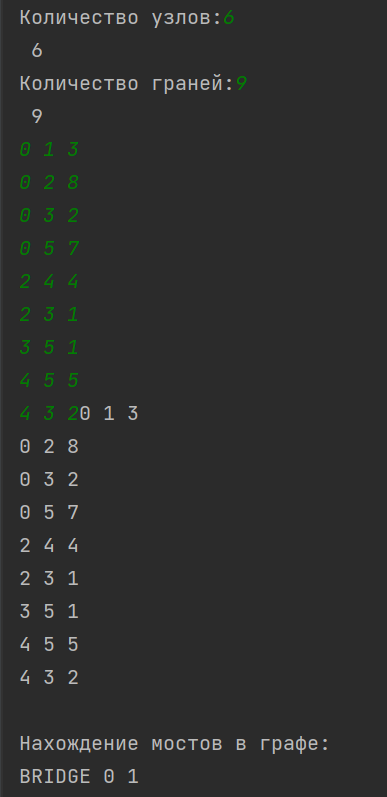 Количество узлов:6
6
Количество граней:9
9
0 1 3
0 2 8
0 3 2
0 5 7
2 4 4
2 3 1
3 5 1
4 5 5
4 3 20 1 3
0 2 8
0 3 2
0 5 7
2 4 4
2 3 1
3 5 1
4 5 5
4 3 2
Нахождение мостов в графе:
BRIDGE 0 1